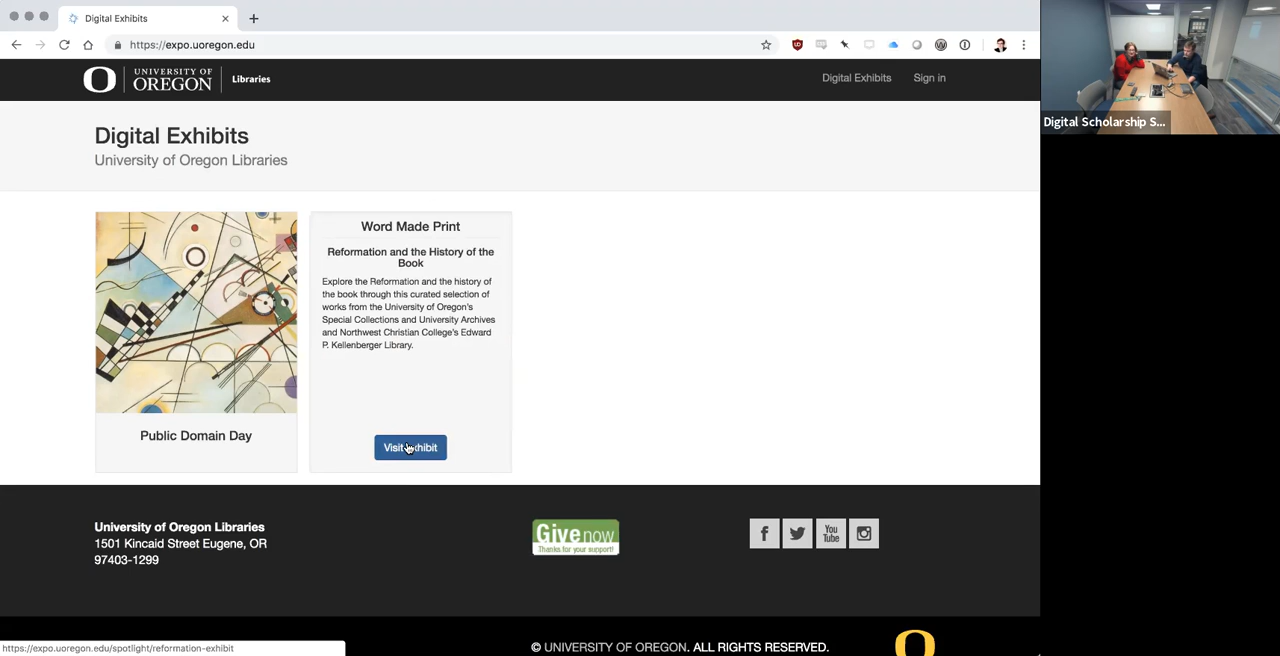 Digital Exhibits
https://expo.uoregon.edu
UNIVERSITY OF
OREGON
Libraries
Digital Exhibits
Sign in
Digital Scholarship S...
Digital Exhibits
University of Oregon Libraries
Word Made Print
Reformation and the History of the
Book
Explore the Reformation and the history of
the book through this curated selection of
works from the University of Oregon's
Special Collections and University Archives
and Northwest Christian College's Edward
P. Kellenberger Library.
Public Domain Day
Visit Exhibit
University of Oregon Libraries
1501 Kincaid Street Eugene, OR
97403-1299
Give now
Thanks for your support!
You
Tube
https://expo.uoregon.edu/spotlight/reformation-exhibit
© UNIVERSITY OF OREGON. ALL RIGHTS RESERVED.